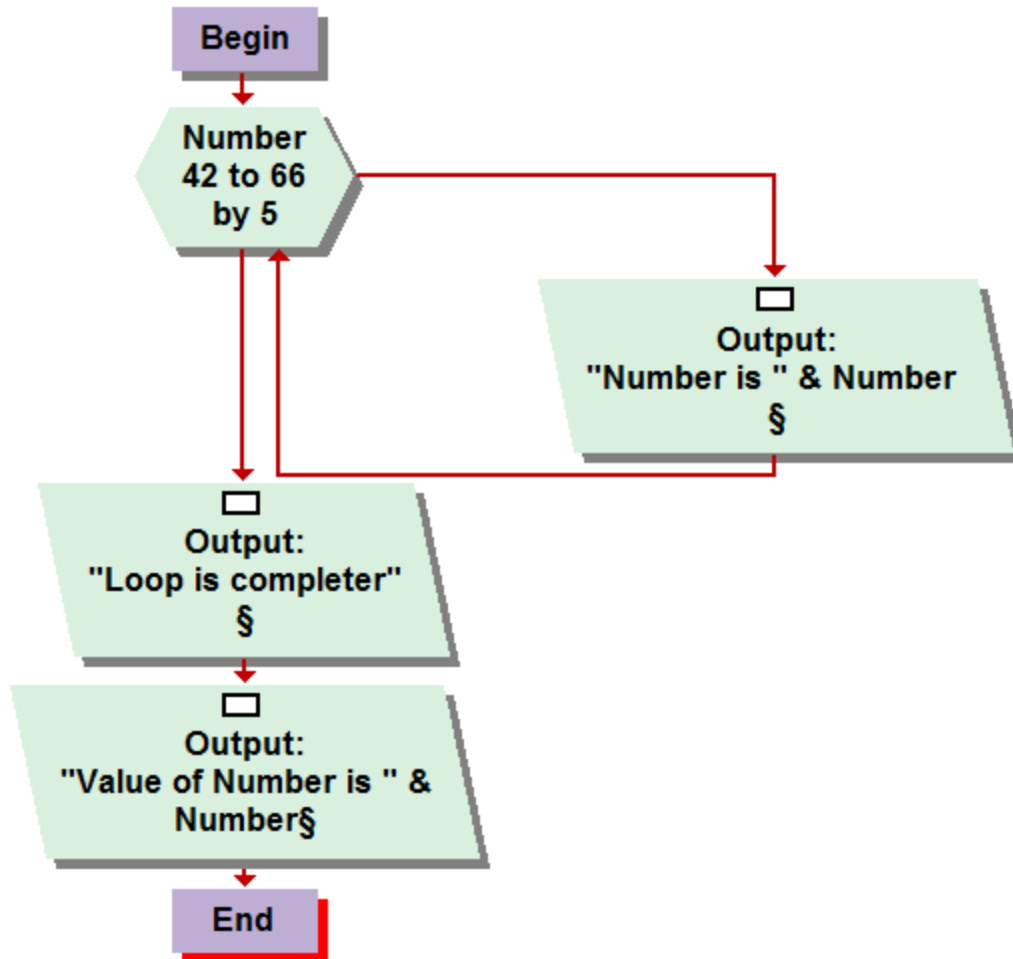 Begin
Number
42 to 66
by 5
Output:
"Number is " & Number
§
Output:
"Loop is completer"
§
Output:
"Value of Number is " &
Number§
End